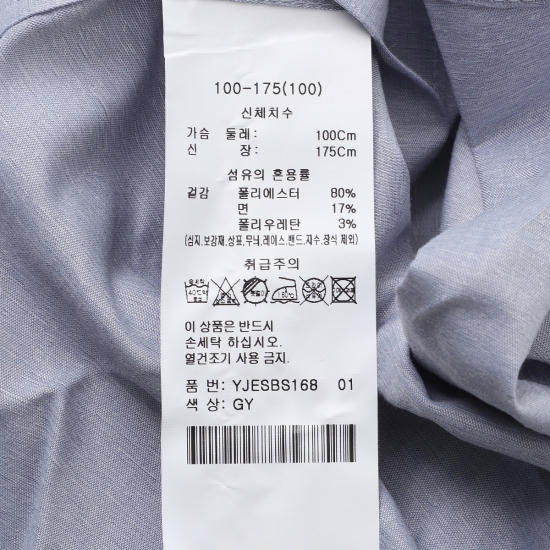 100-175(100)
신체치수
가슴 둘레: 100Cm
신 장: 175Cm
섬유의 혼용률
겉감 폴리에스터 80%
면 17%
폴리우레탄 3%
(심지,보강재,상표,무늬,레이스,밴드,자수,장식 제외)
취급주의
이 상품은 반드시
손세탁 하십시오.
열건조기 사용 금지.
품 번: YJESBS168 01
색 상: GY